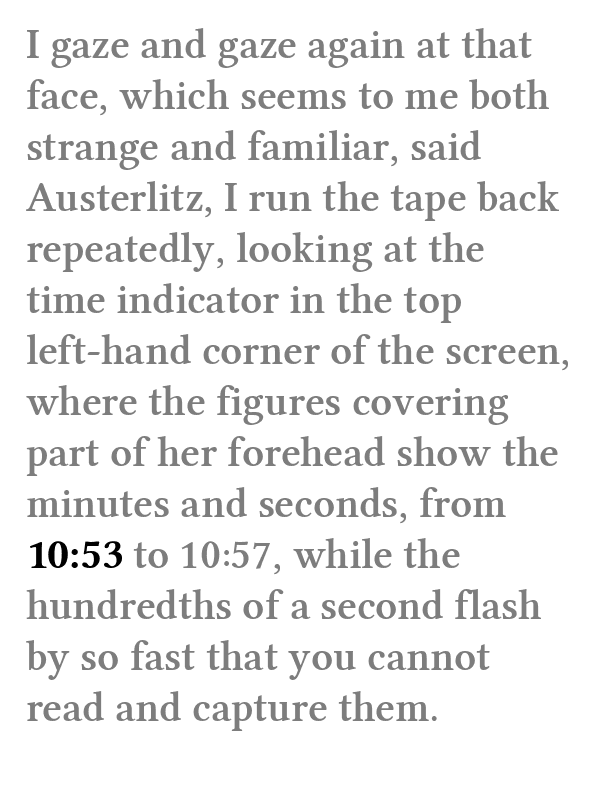 I gaze and gaze again at that
face, which seems to me both
strange and familiar, said
Austerlitz, I run the tape back
repeatedly, looking at the
time indicator in the top
left-hand corner of the screen,
where the figures covering
part of her forehead show the
minutes and seconds, from
10:53 to 10:57, while the
hundredths of a second flash
by so fast that you cannot
read and capture them.